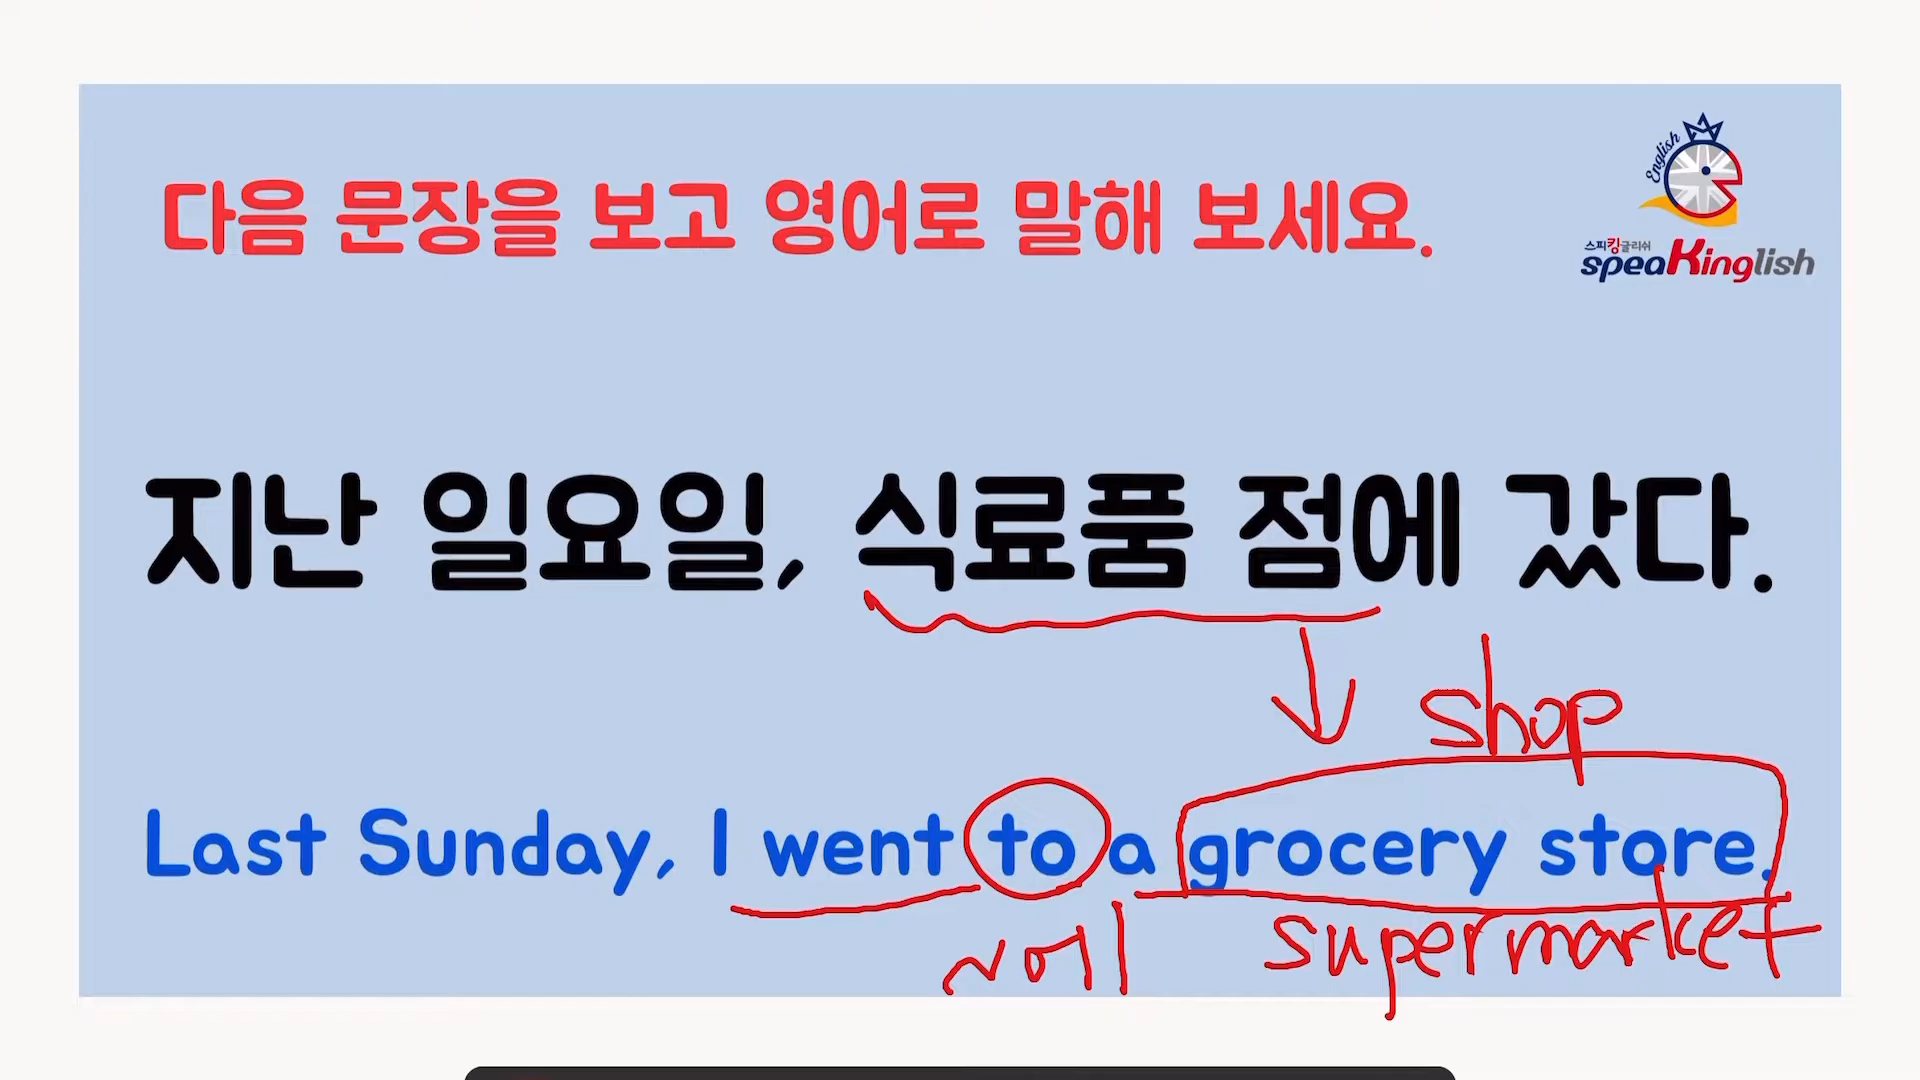 다음 문장을 보고 영어로 말해 보세요.
English
스피킹글리쉬
speaKinglish
지난 일요일, 식료품 점에 갔다.
shop
Last Sunday, I went to a grocery store.
~에
supermarket